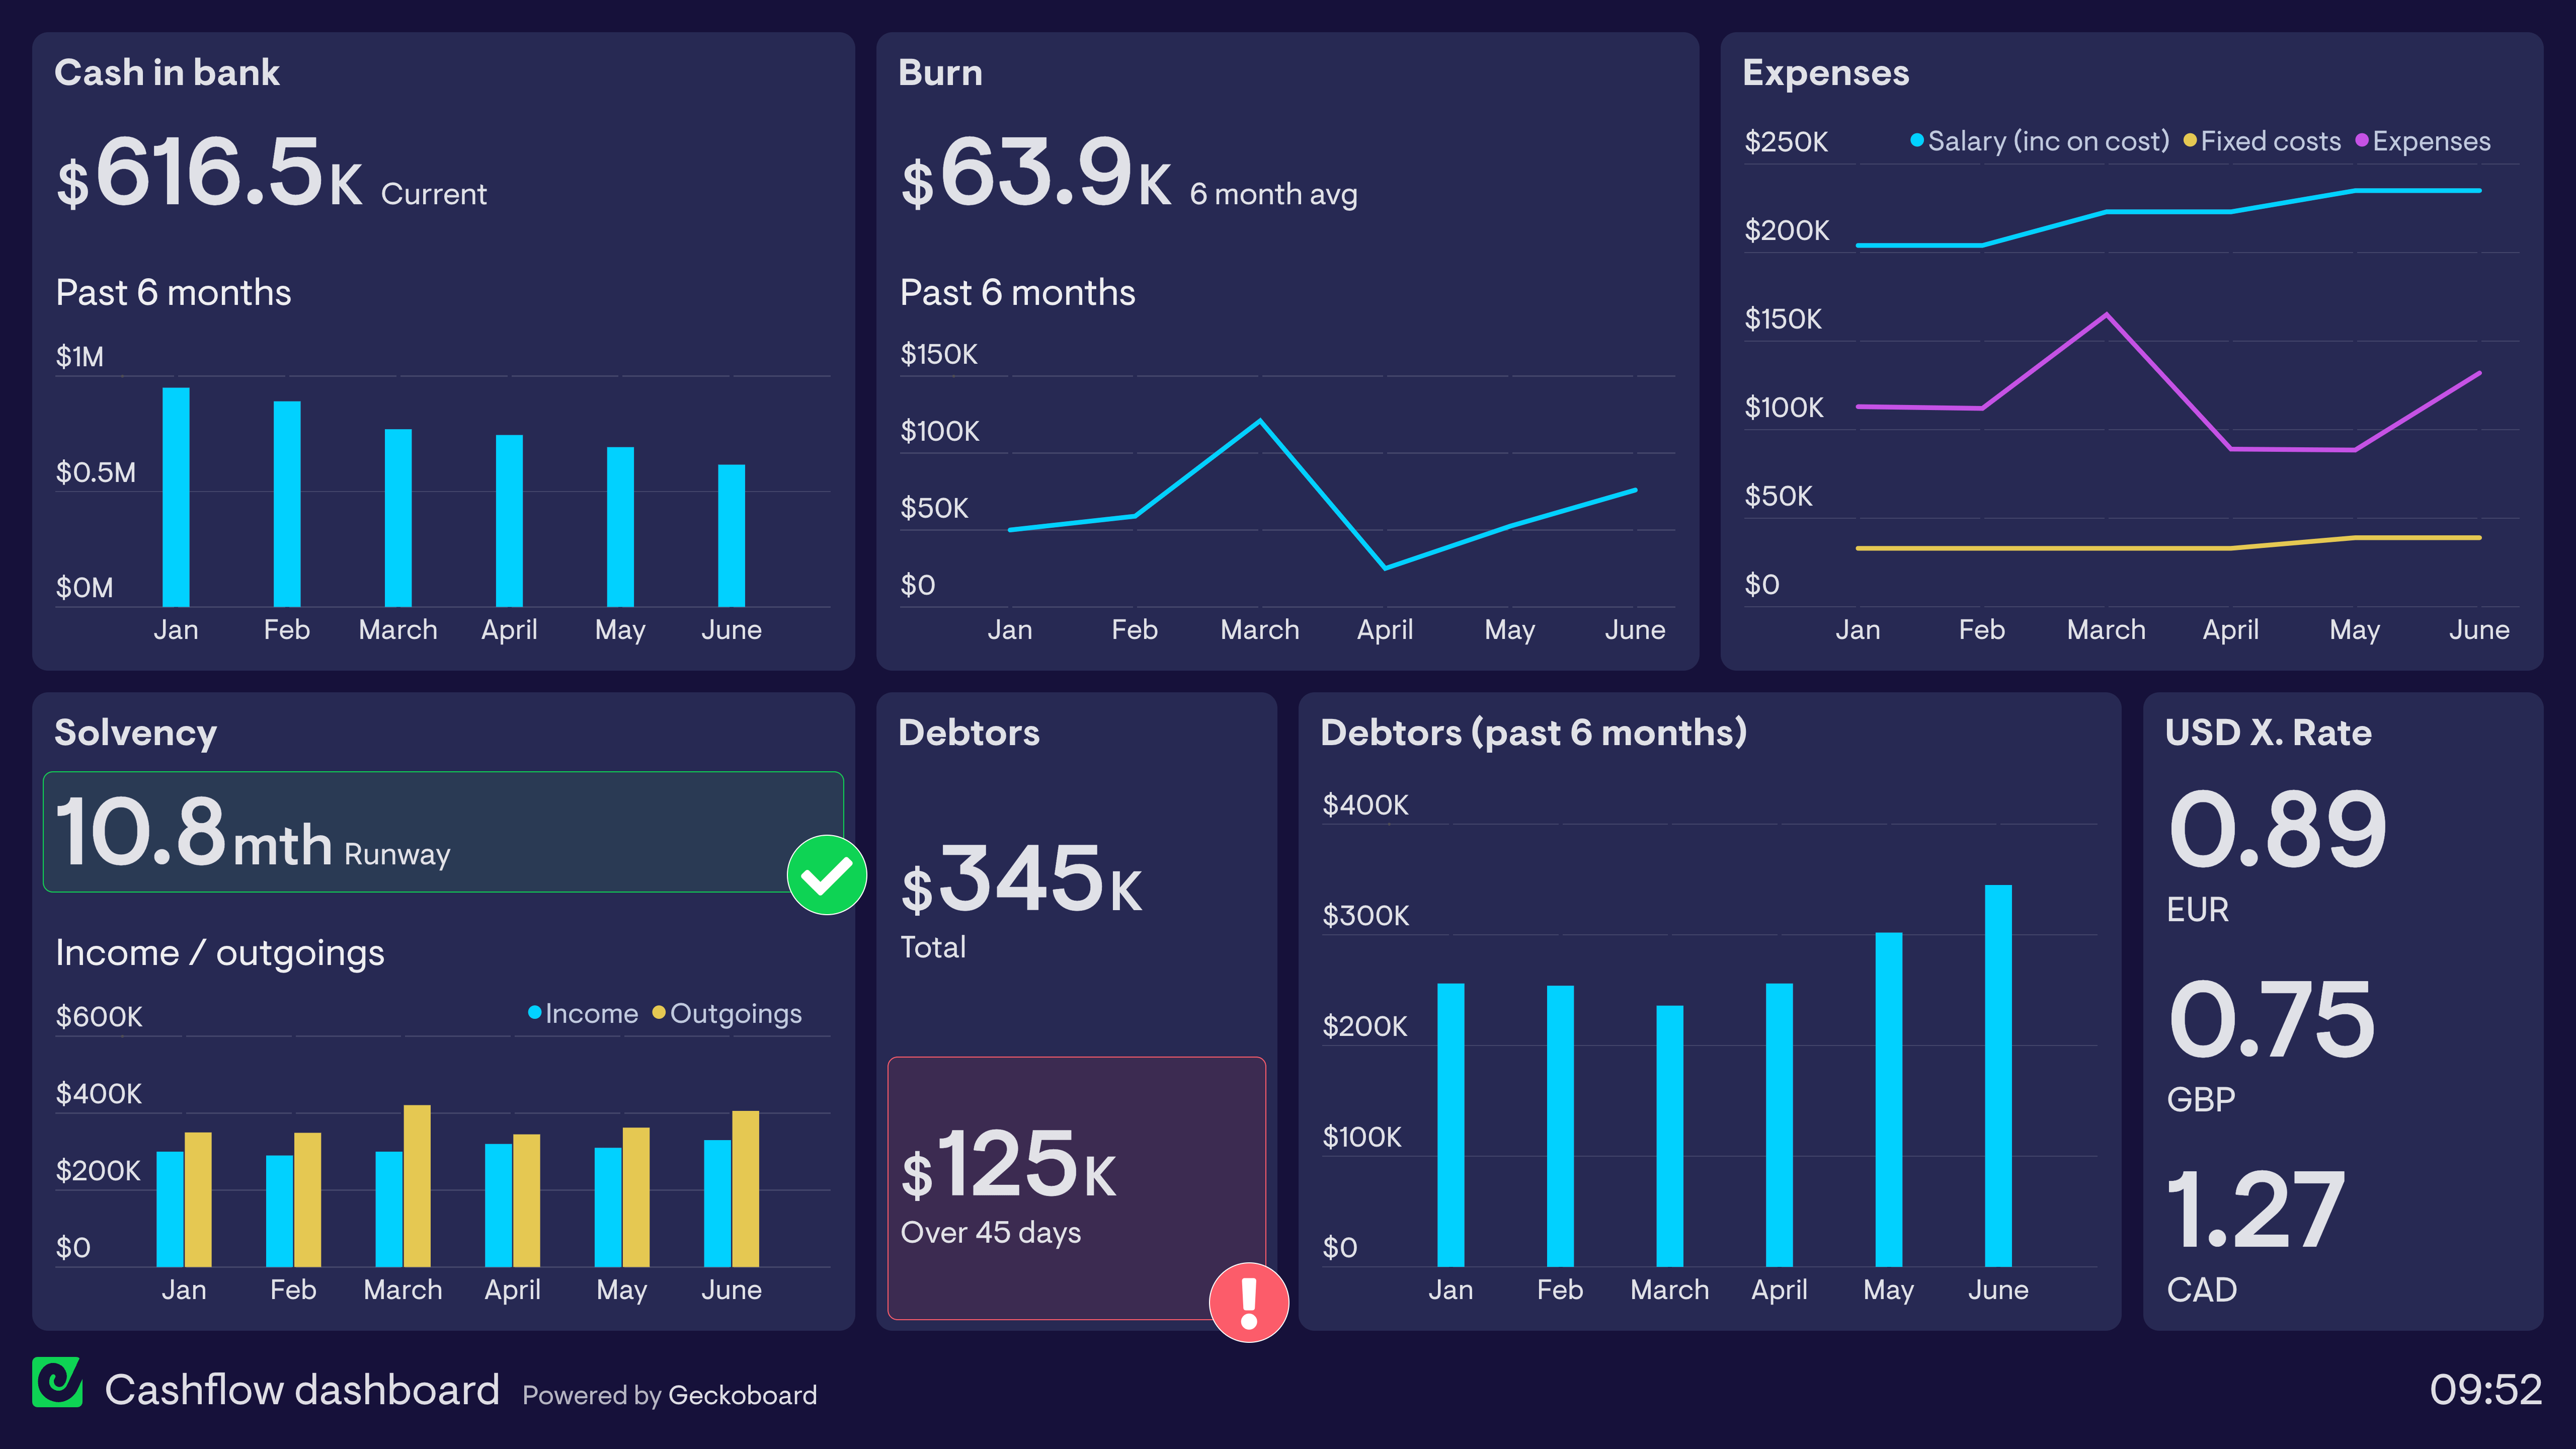 Cash in bank
$616.5K Current
Past 6 months
$1M
$0.5M
$0M
Jan Feb March April May June
Burn
$63.9K 6 month avg
Past 6 months
$150K
$100K
$50K
$0
Jan Feb March April May June
Expenses
Salary (inc on cost) Fixed costs Expenses
$250K
$200K
$150K
$100K
$50K
$0
Jan Feb March April May June
Solvency
10.8mth Runway
Income / outgoings
Income Outgoings
$600K
$400K
$200K
$0
Jan Feb March April May June
Debtors
$345K
Total
$125K
Over 45 days
Debtors (past 6 months)
$400K
$300K
$200K
$100K
$0
Jan Feb March April May June
USD X. Rate
0.89
EUR
0.75
GBP
1.27
CAD
Cashflow dashboard Powered by Geckoboard
09:52